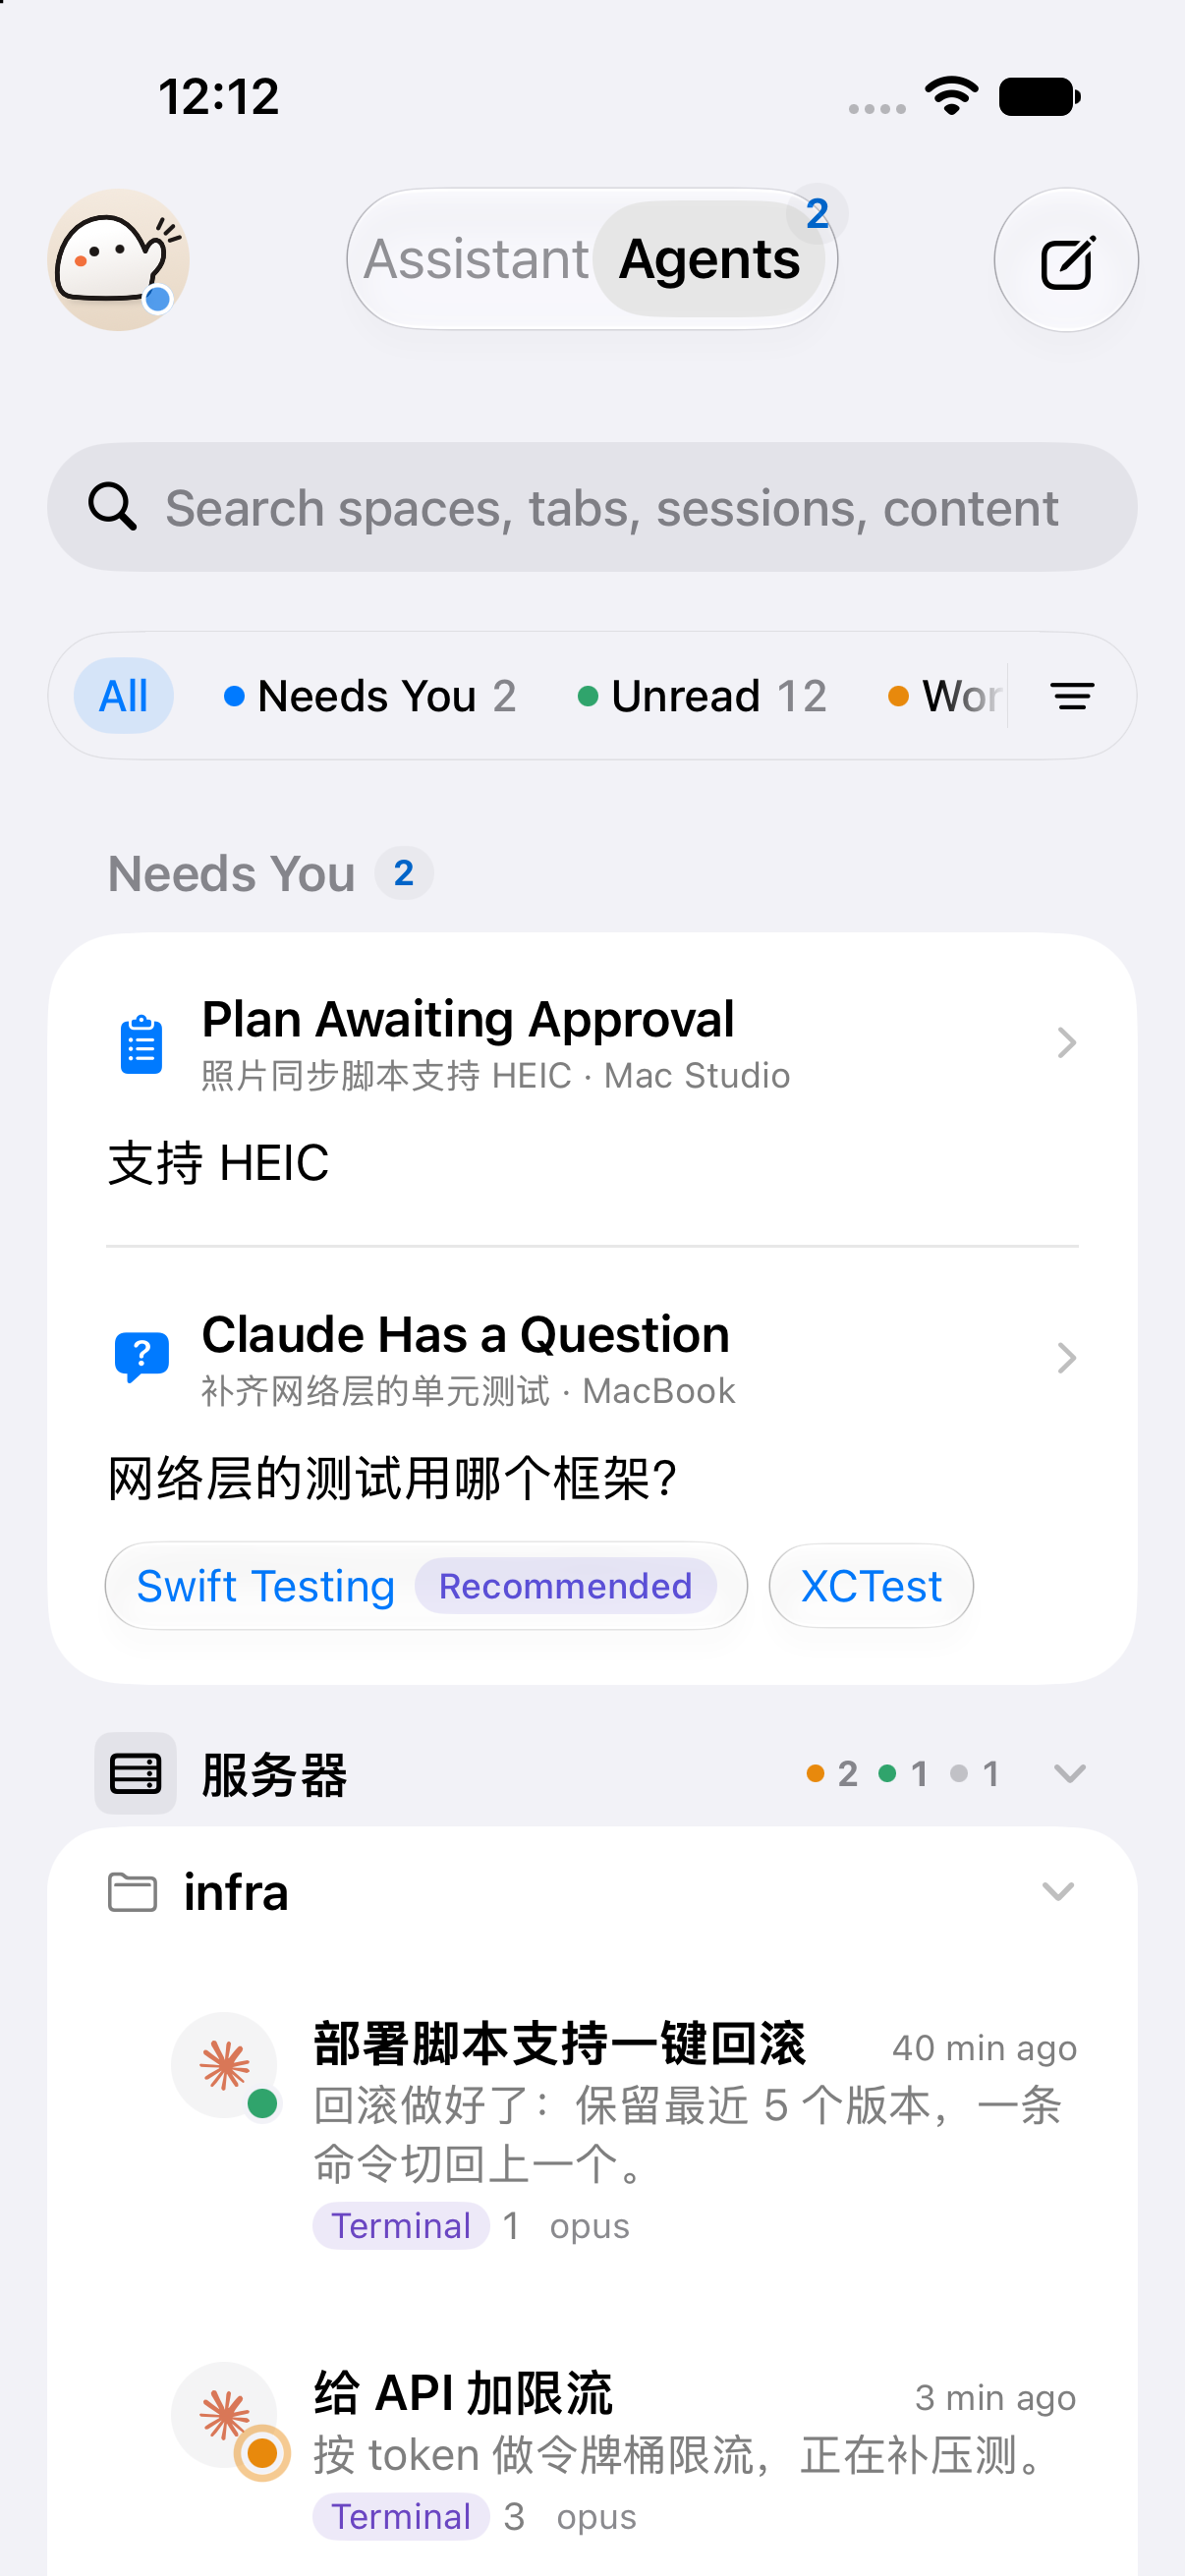 12:12
Assistant
Agents
2
Search spaces, tabs, sessions, content
All
Needs You 2
Unread 12
Needs You 2
Plan Awaiting Approval
照片同步脚本支持 HEIC · Mac Studio
支持 HEIC
Claude Has a Question
补齐网络层的单元测试 · MacBook
网络层的测试用哪个框架?
Swift Testing Recommended
XCTest
服务器
2 1 1
infra
部署脚本支持一键回滚
40 min ago
回滚做好了：保留最近 5 个版本，一条
命令切回上一个。
Terminal 1 opus
给 API 加限流
3 min ago
按 token 做令牌桶限流，正在补压测。
Terminal 3 opus